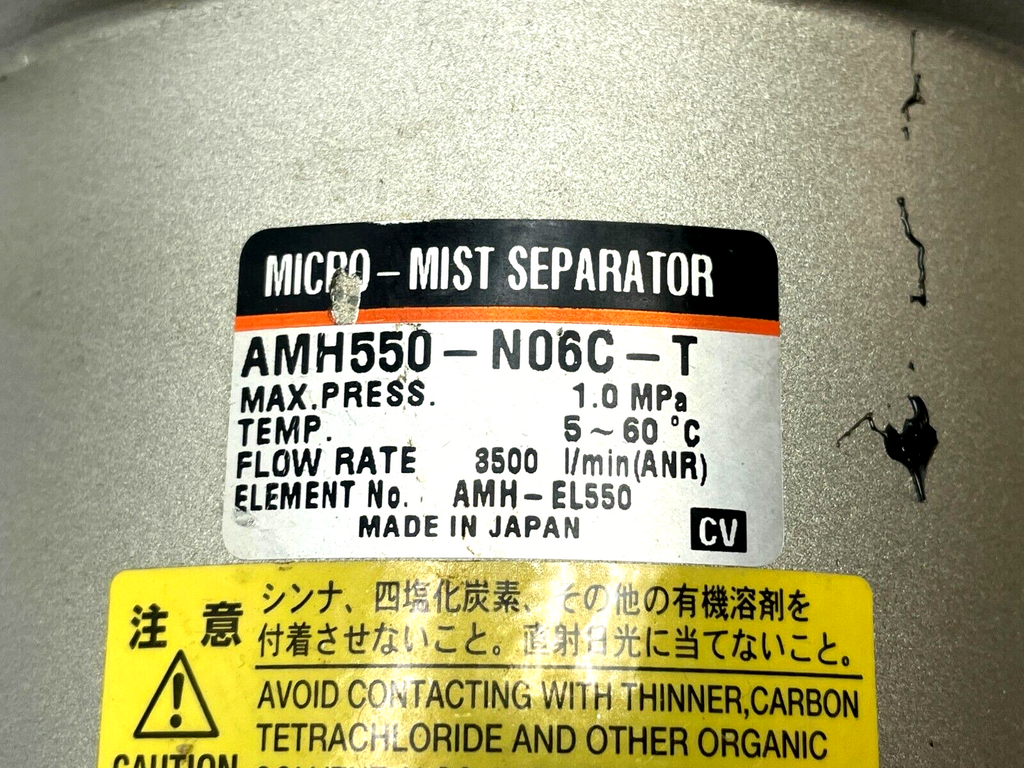 MICRO - MIST SEPARATOR
AMH550 - N06C - T
MAX.PRESS. 1.0 MPa
TEMP. 5~60 °C
FLOW RATE 3500 l/min(ANR)
ELEMENT No. AMH-EL550
MADE IN JAPAN CV
注意 シンナ、四塩化炭素、その他の有機溶剤を
付着させないこと。直射日光に当てないこと。
AVOID CONTACTING WITH THINNER,CARBON
TETRACHLORIDE AND OTHER ORGANIC
CAUTION